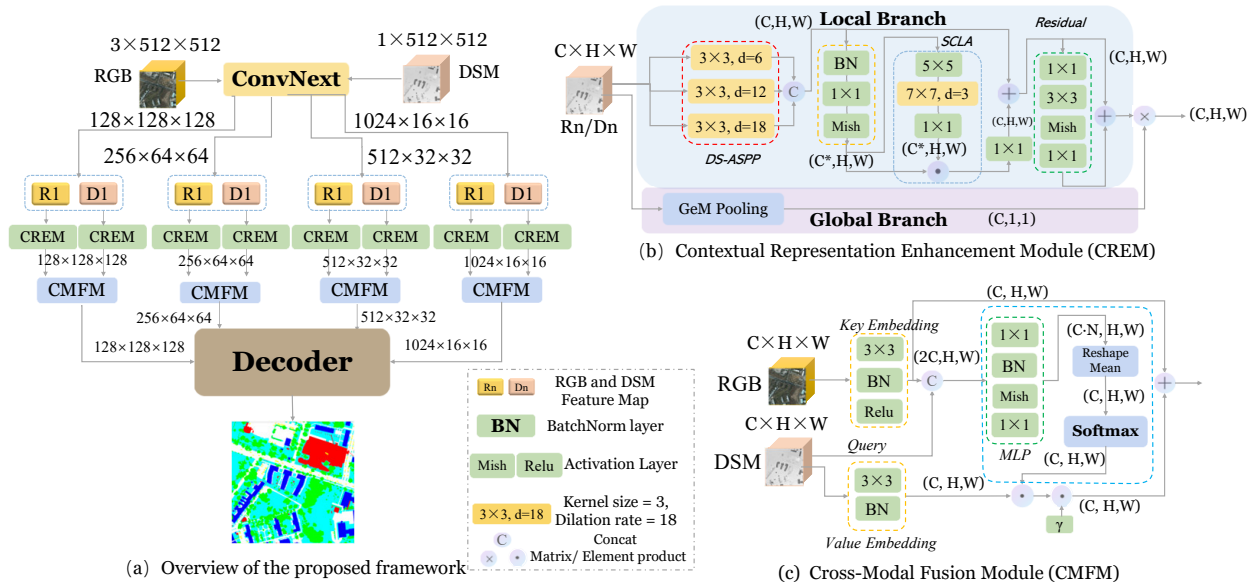 3×512×512
1×512×512
RGB
ConvNext
DSM
128×128×128
1024×16×16
256×64×64
512×32×32
R1 D1 R1 D1 R1 D1 R1 D1
CREM CREM CREM CREM CREM CREM CREM CREM
128×128×128 256×64×64 512×32×32 1024×16×16
CMFM CMFM CMFM CMFM
256×64×64 512×32×32
128×128×128 1024×16×16
Decoder
(a) Overview of the proposed framework
Rn Dn RGB and DSM
Feature Map
BN BatchNorm layer
Mish Relu Activation Layer
3×3, d=18 Kernel size = 3,
Dilation rate = 18
C Concat
× • Matrix/ Element product
Local Branch
(C,H,W)
Residual
C×H×W
SCLA
(C,H,W)
3×3, d=6
3×3, d=12
3×3, d=18
C
DS-ASPP
Rn/Dn
BN
1×1
Mish
(C*,H,W)
5×5
7×7, d=3
1×1
(C*,H,W)
•
+
(C,H,W)
1×1
1×1
3×3
Mish
1×1
+
×
(C,H,W)
GeM Pooling
Global Branch
(C,1,1)
(b) Contextual Representation Enhancement Module (CREM)
(C, H,W)
C×H×W
Key Embedding
RGB
3×3
BN
Relu
(2C,H,W)
C
1×1
BN
Mish
1×1
MLP
(C·N, H,W)
Reshape
Mean
(C, H,W)
Softmax
(C, H,W)
+
C×H×W
DSM
Query
3×3
BN
Value Embedding
(C, H,W)
• •
(C, H,W)
γ
(c) Cross-Modal Fusion Module (CMFM)